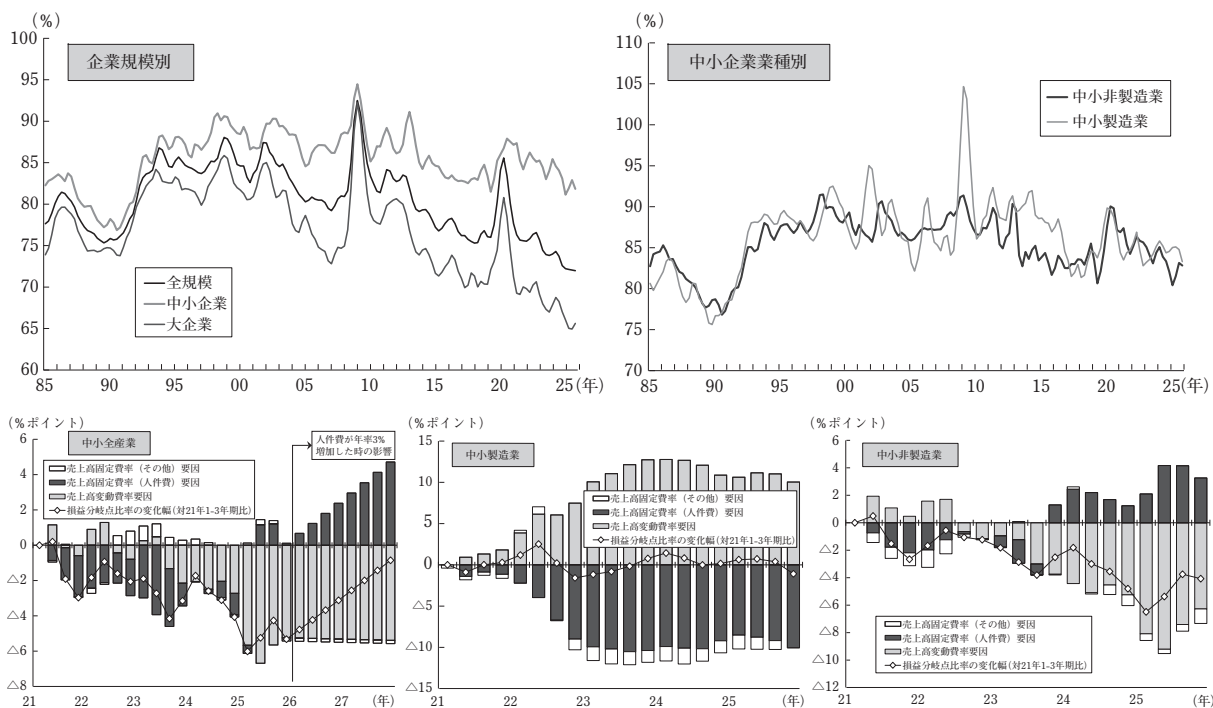 (%)
企業規模別
100
95
90
85
80
75
70
65
60
全規模
中小企業
大企業
85 90 95 00 05 10 15 20 25(年)
(%)
中小企業業種別
110
105
100
95
90
85
80
75
70
中小非製造業
中小製造業
85 90 95 00 05 10 15 20 25(年)
(%ポイント)
中小全産業
人件費が年率3%
増加した時の影響
売上高固定費率(その他)要因
売上高固定費率(人件費)要因
売上高変動費率要因
損益分岐点比率の変化幅(対21年1-3年期比)
6
4
2
0
△2
△4
△6
△8
21 22 23 24 25 26 27 (年)
(%ポイント)
中小製造業
15
10
5
0
△5
△10
△15
売上高固定費率(その他)要因
売上高固定費率(人件費)要因
売上高変動費率要因
損益分岐点比率の変化幅(対21年1-3年期比)
21 22 23 24 25 (年)
(%ポイント)
中小非製造業
6
4
2
0
△2
△4
△6
△8
△10
△12
売上高固定費率(その他)要因
売上高固定費率(人件費)要因
売上高変動費率要因
損益分岐点比率の変化幅(対21年1-3年期比)
21 22 23 24 25 (年)